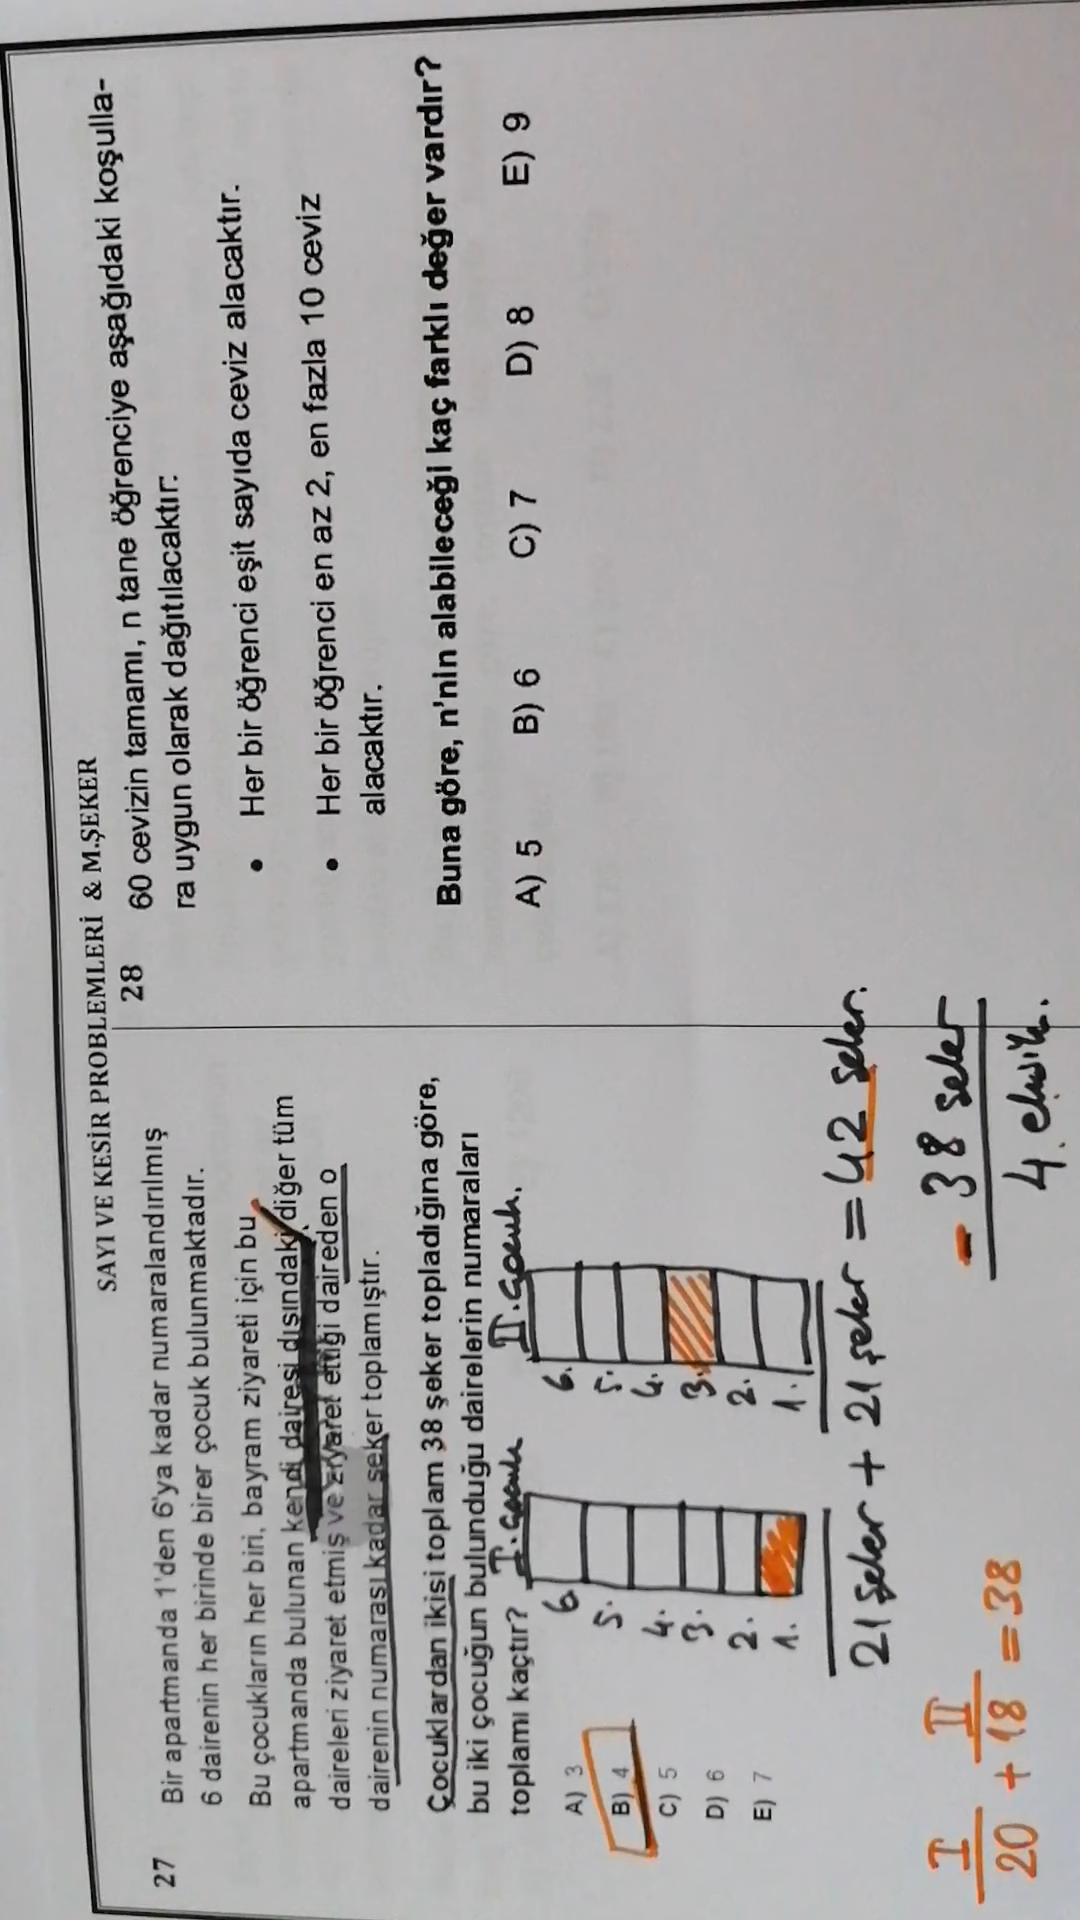 SAYI VE KESİR PROBLEMLERİ & M.ŞEKER
27
Bir apartmanda 1'den 6'ya kadar numaralandırılmış
6 dairenin her birinde birer çocuk bulunmaktadır.
Bu çocukların her biri, bayram ziyareti için bu
apartmanda bulunan kendi dairesi dışındaki diğer tüm
daireleri ziyaret etmiş ve ziyaret ettiği daireden o
dairenin numarası kadar şeker toplamıştır.
Çocuklardan ikisi toplam 38 şeker topladığına göre,
bu iki çocuğun bulunduğu dairelerin numaraları
toplamı kaçtır?
A) 3
B) 4
C) 5
D) 6
E) 7
I. çocuk
6.
5.
4.
3.
2.
1.
II. çocuk.
6.
5.
4.
3.
2.
1.
21 şeker + 21 şeker = 42 şeker.
- 38 şeker
4. eksik.
I II
20 + 18 = 38
28
60 cevizin tamamı, n tane öğrenciye aşağıdaki koşulla-
ra uygun olarak dağıtılacaktır:
• Her bir öğrenci eşit sayıda ceviz alacaktır.
• Her bir öğrenci en az 2, en fazla 10 ceviz
alacaktır.
Buna göre, n'nin alabileceği kaç farklı değer vardır?
A) 5 B) 6 C) 7 D) 8 E) 9